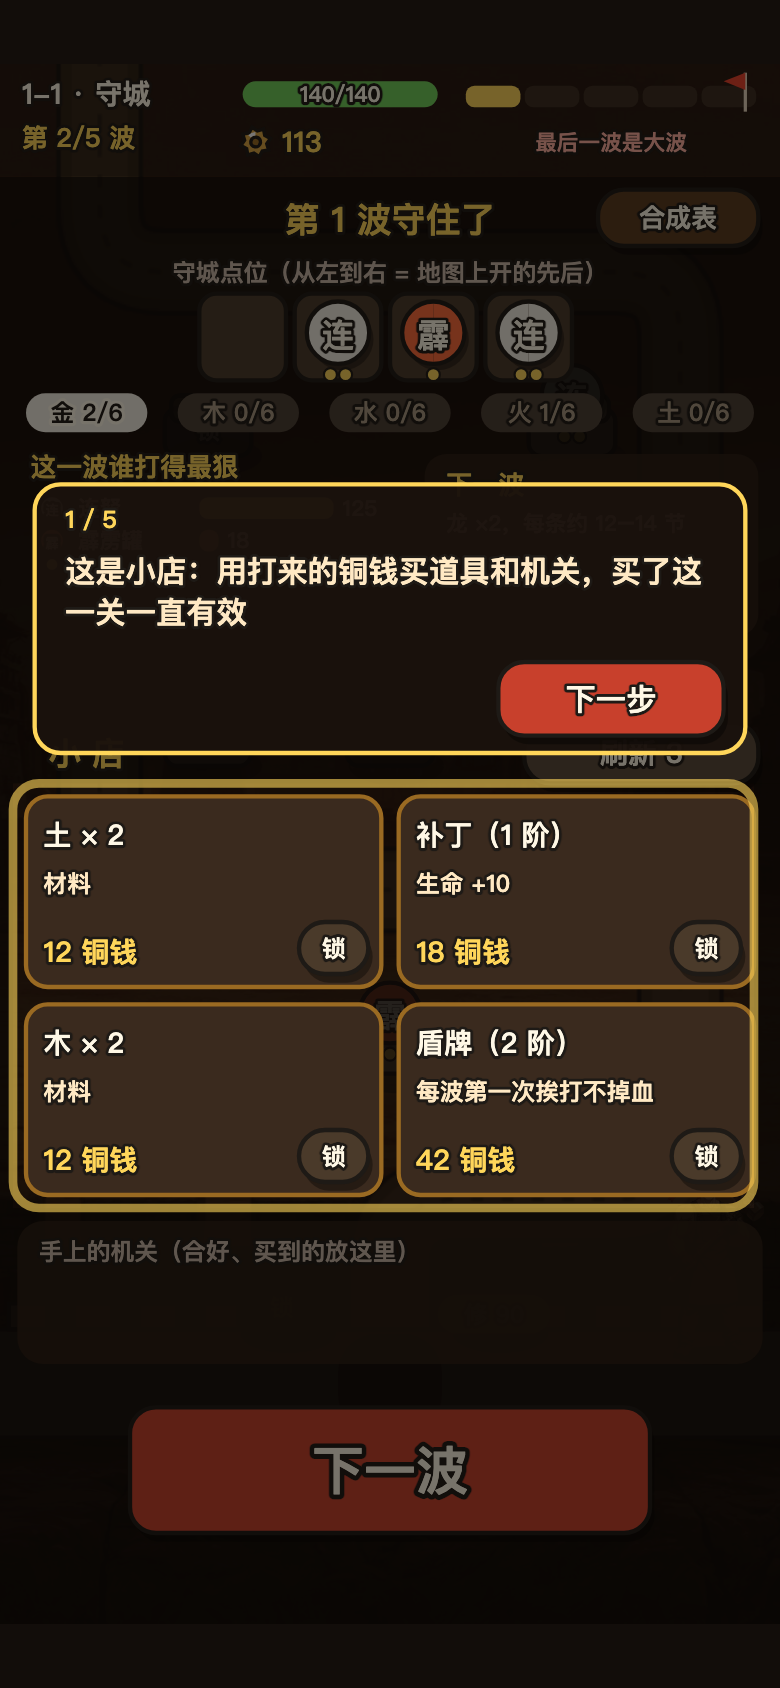 1–1 · 守城
140/140
第 2/5 波
113
最后一波是大波
第 1 波守住了
合成表
守城点位（从左到右 = 地图上开的先后）
连
霹
连
金 2/6
木 0/6
水 0/6
火 1/6
土 0/6
这一波谁打得最狠
下一波
1 / 5
这是小店：用打来的铜钱买道具和机关，买了这
一关一直有效
下一步
小店
刷新
土 × 2
材料
12 铜钱
锁
补丁（1 阶）
生命 +10
18 铜钱
锁
木 × 2
材料
12 铜钱
锁
盾牌（2 阶）
每波第一次挨打不掉血
42 铜钱
锁
手上的机关（合好、买到的放这里）
下一波